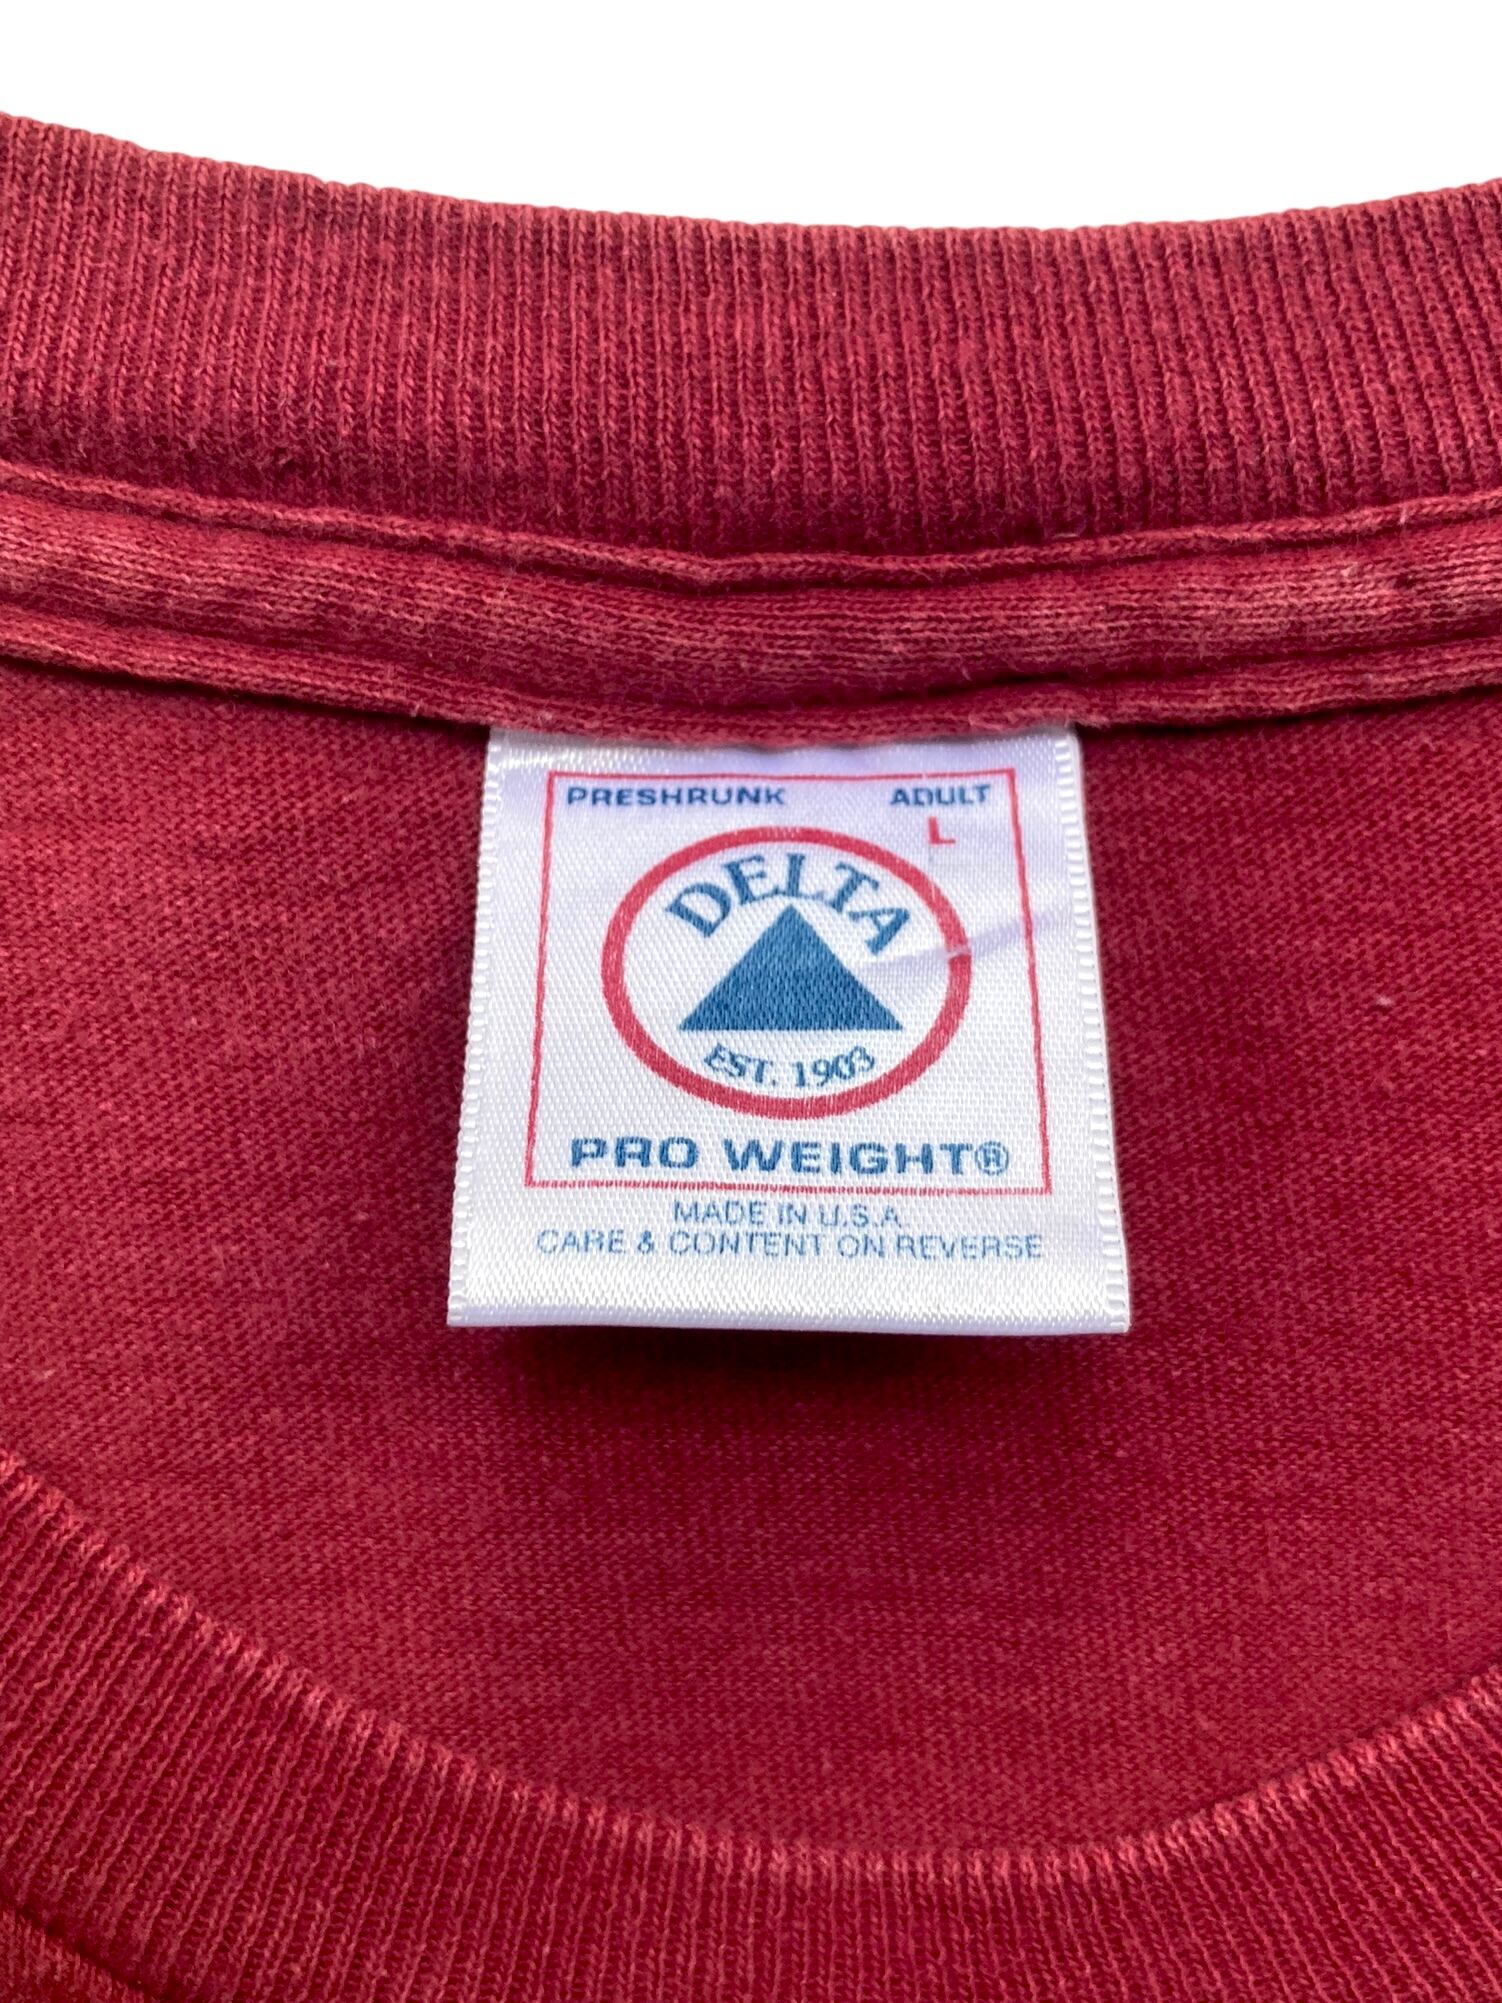 PRESHRUNK ADULT
L
DELTA
EST. 1903
PRO WEIGHT®
MADE IN U.S.A.
CARE & CONTENT ON REVERSE